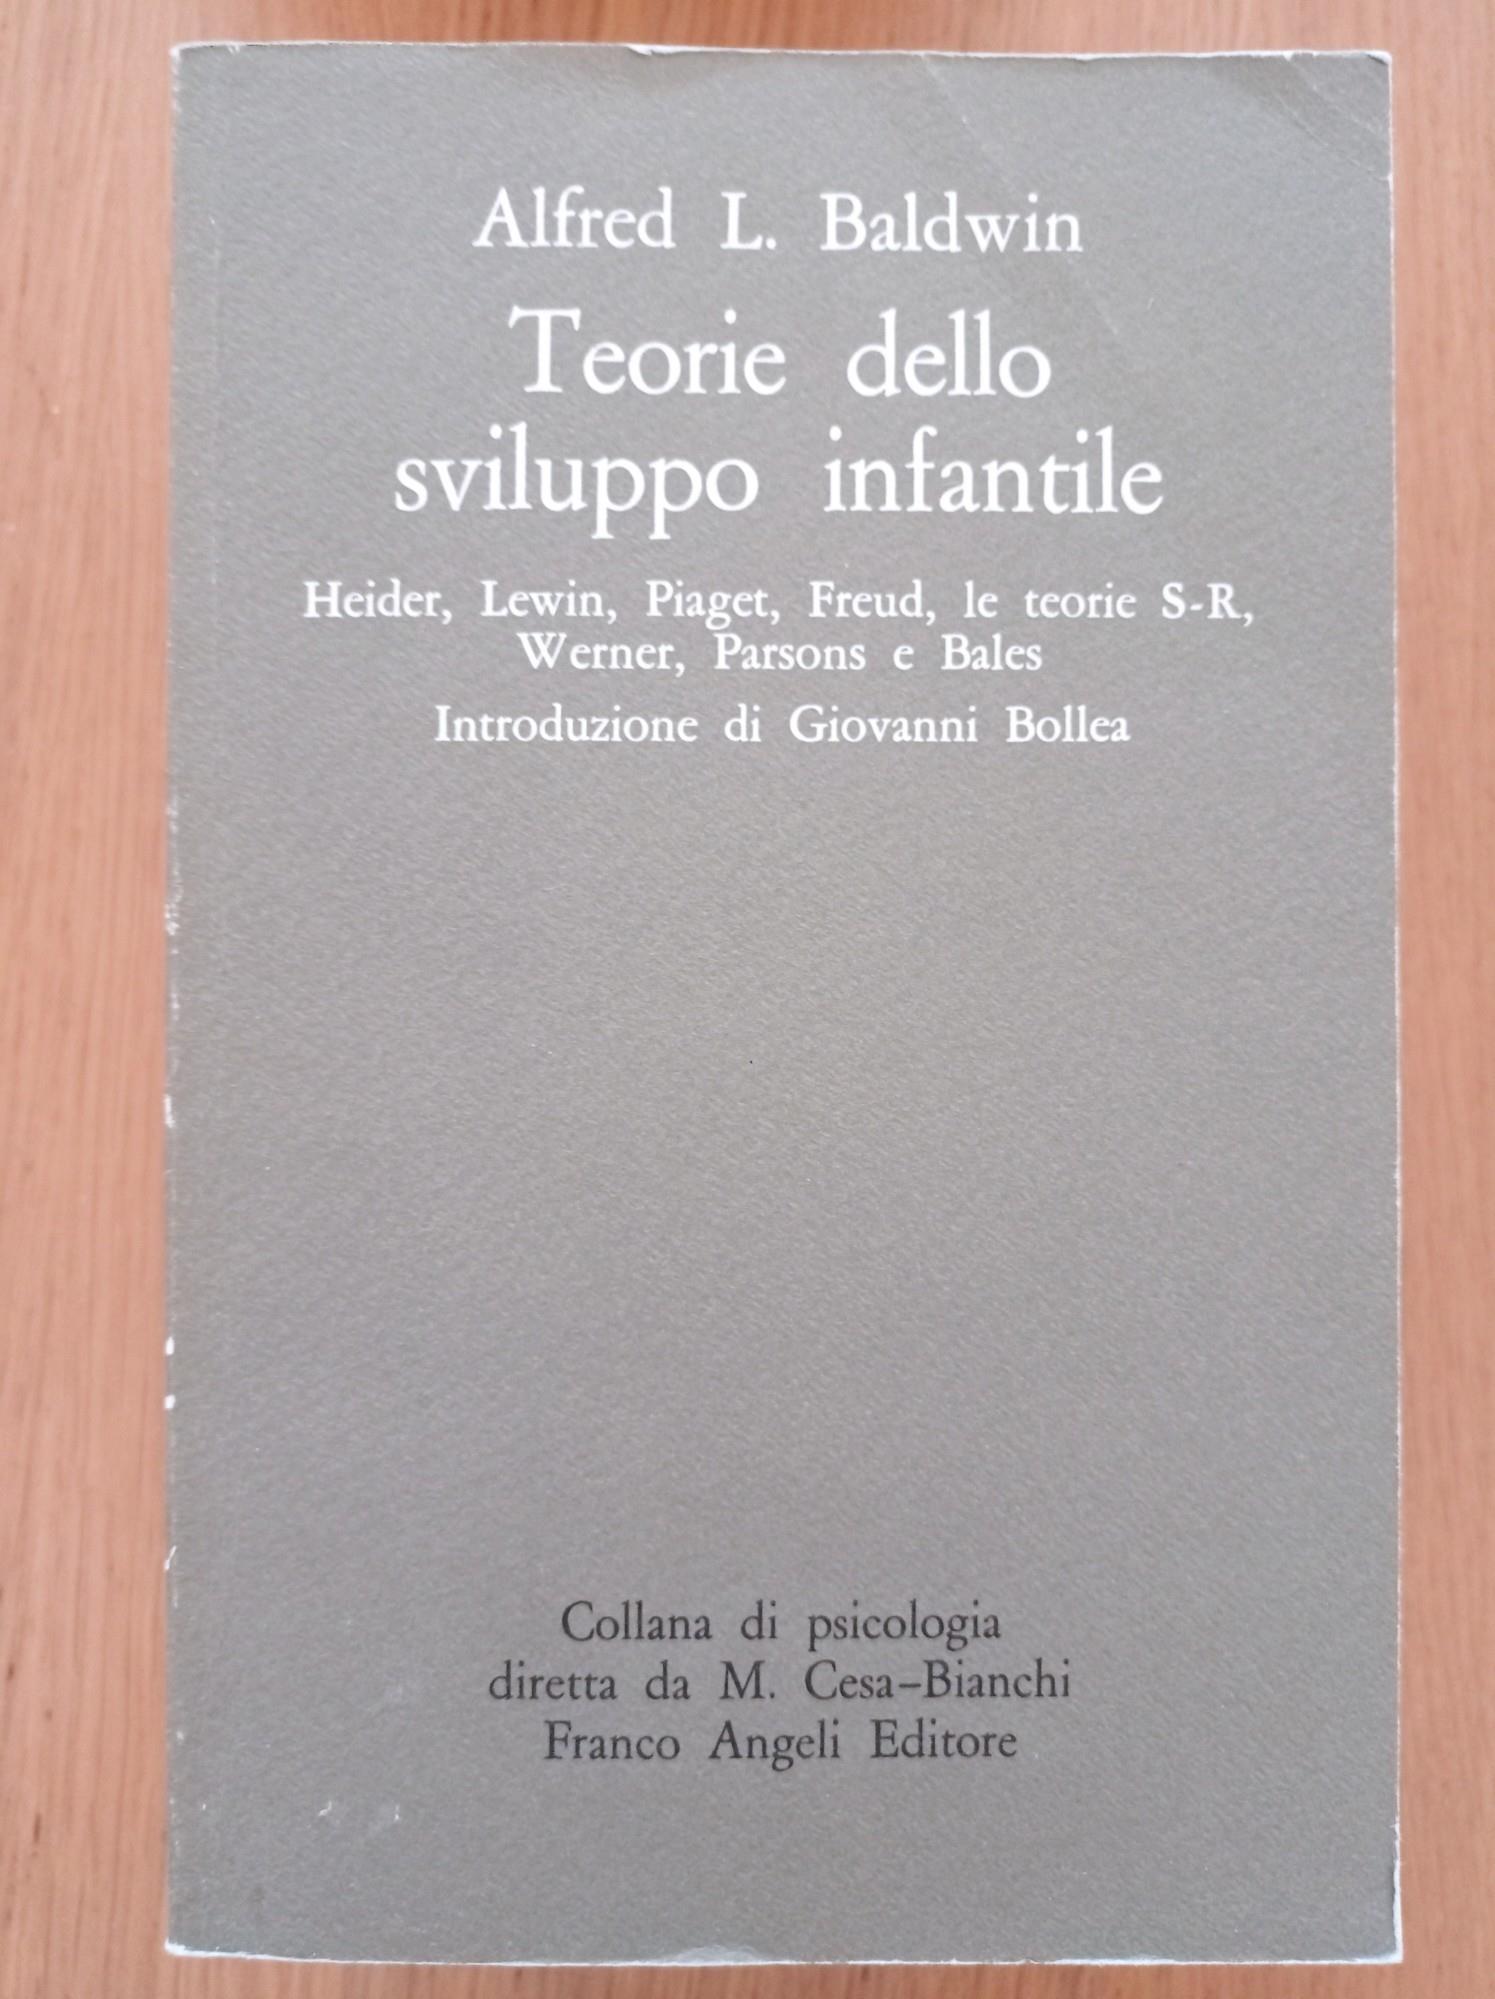 Alfred L. Baldwin
Teorie dello
sviluppo infantile
Heider, Lewin, Piaget, Freud, le teorie S-R,
Werner, Parsons e Bales
Introduzione di Giovanni Bollea
Collana di psicologia
diretta da M. Cesa-Bianchi
Franco Angeli Editore